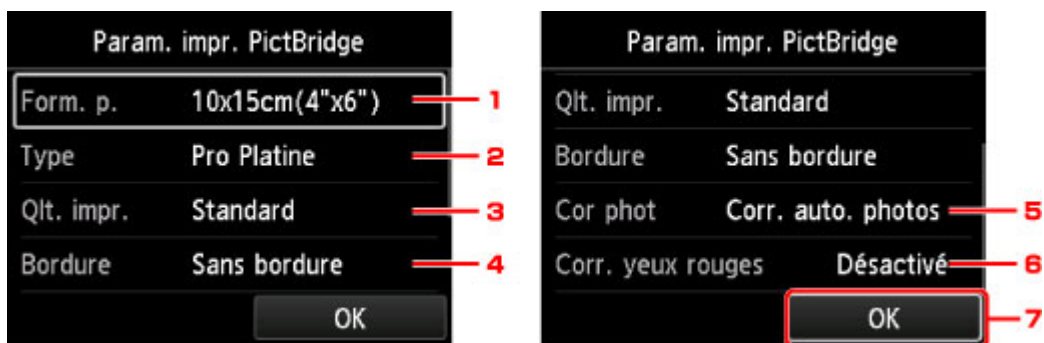 Param. impr. PictBridge
Form. p. 10x15cm(4"x6") 1
Type Pro Platine 2
Qlt. impr. Standard 3
Bordure Sans bordure 4
OK
Param. impr. PictBridge
Qlt. impr. Standard
Bordure Sans bordure
Cor phot Corr. auto. photos 5
Corr. yeux rouges Désactivé 6
OK 7